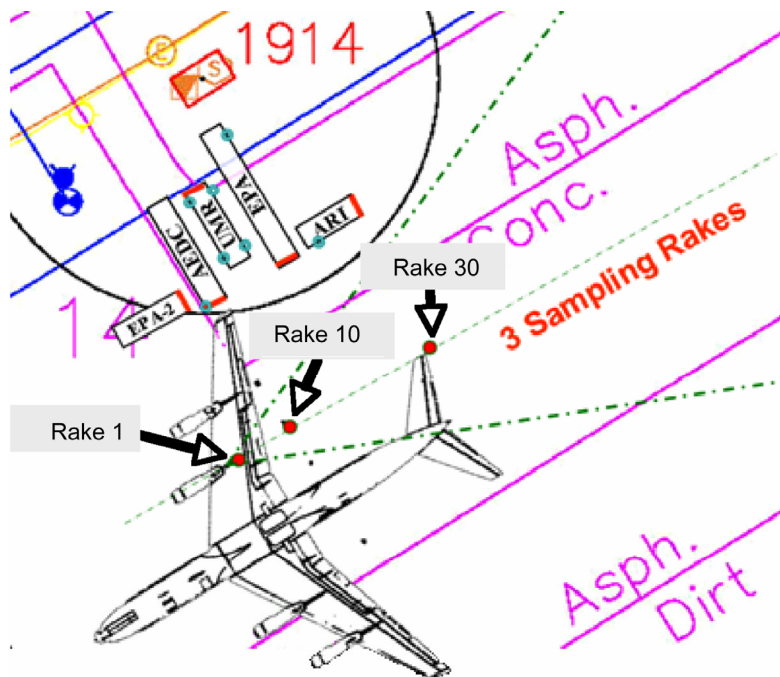 1914
S
Asph.
Conc.
EPA
UMR
AEDC
ARI
EPA-2
14
Rake 30
Rake 10
Rake 1
3 Sampling Rakes
Asph.
Dirt